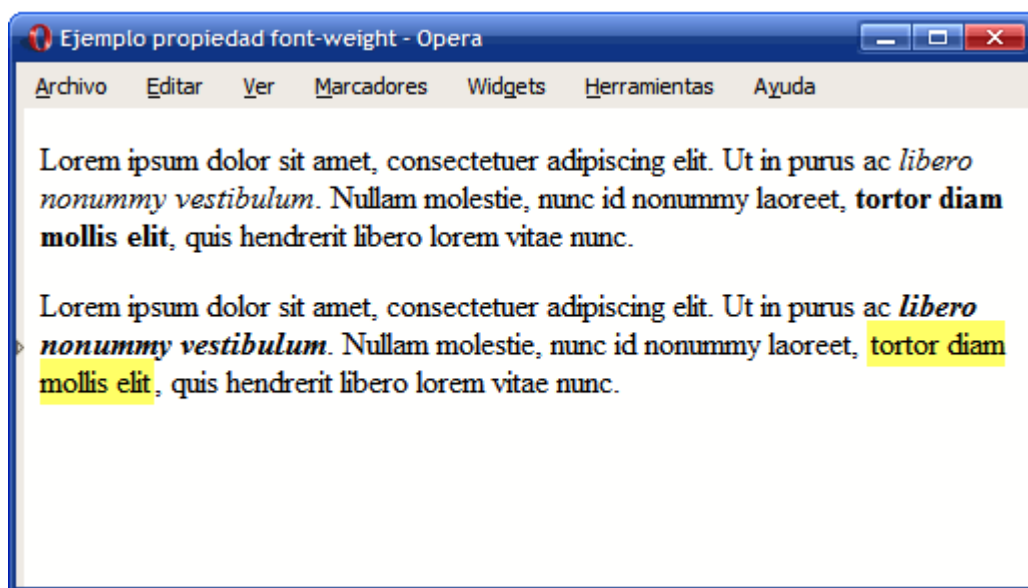 Ejemplo propiedad font-weight - Opera
Archivo Editar Ver Marcadores Widgets Herramientas Ayuda
Lorem ipsum dolor sit amet, consectetuer adipiscing elit. Ut in purus ac libero
nonummy vestibulum. Nullam molestie, nunc id nonummy laoreet, tortor diam
mollis elit, quis hendrerit libero lorem vitae nunc.
Lorem ipsum dolor sit amet, consectetuer adipiscing elit. Ut in purus ac libero
nonummy vestibulum. Nullam molestie, nunc id nonummy laoreet, tortor diam
mollis elit, quis hendrerit libero lorem vitae nunc.